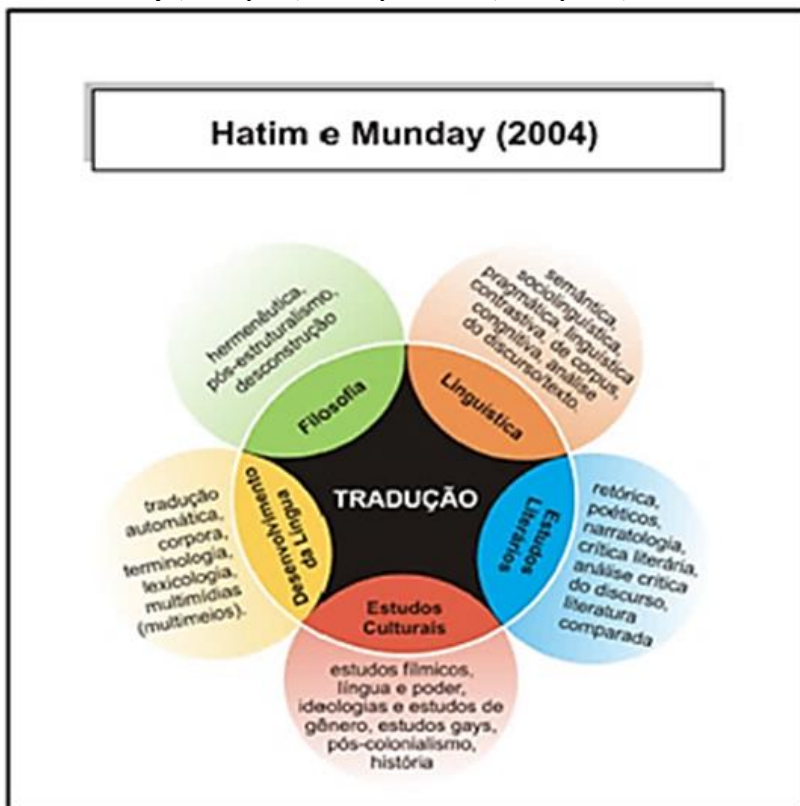 Hatim e Munday (2004)
hermenêutica,
pós-estruturalismo,
desconstrução
Filosofia
semântica,
sociolinguística,
pragmática, linguística
contrastiva, de corpus,
congnitiva, análise
do discurso/texto.
Linguística
TRADUÇÃO
tradução
automática,
corpora,
terminologia,
lexicologia,
multimídias
(multimeios).
Desenvolvimento
da Língua
Estudos
Literários
retórica,
poéticos,
narratologia,
crítica literária,
análise crítica
do discurso,
literatura
comparada
Estudos
Culturais
estudos fílmicos,
língua e poder,
ideologias e estudos de
gênero, estudos gays,
pós-colonialismo,
história